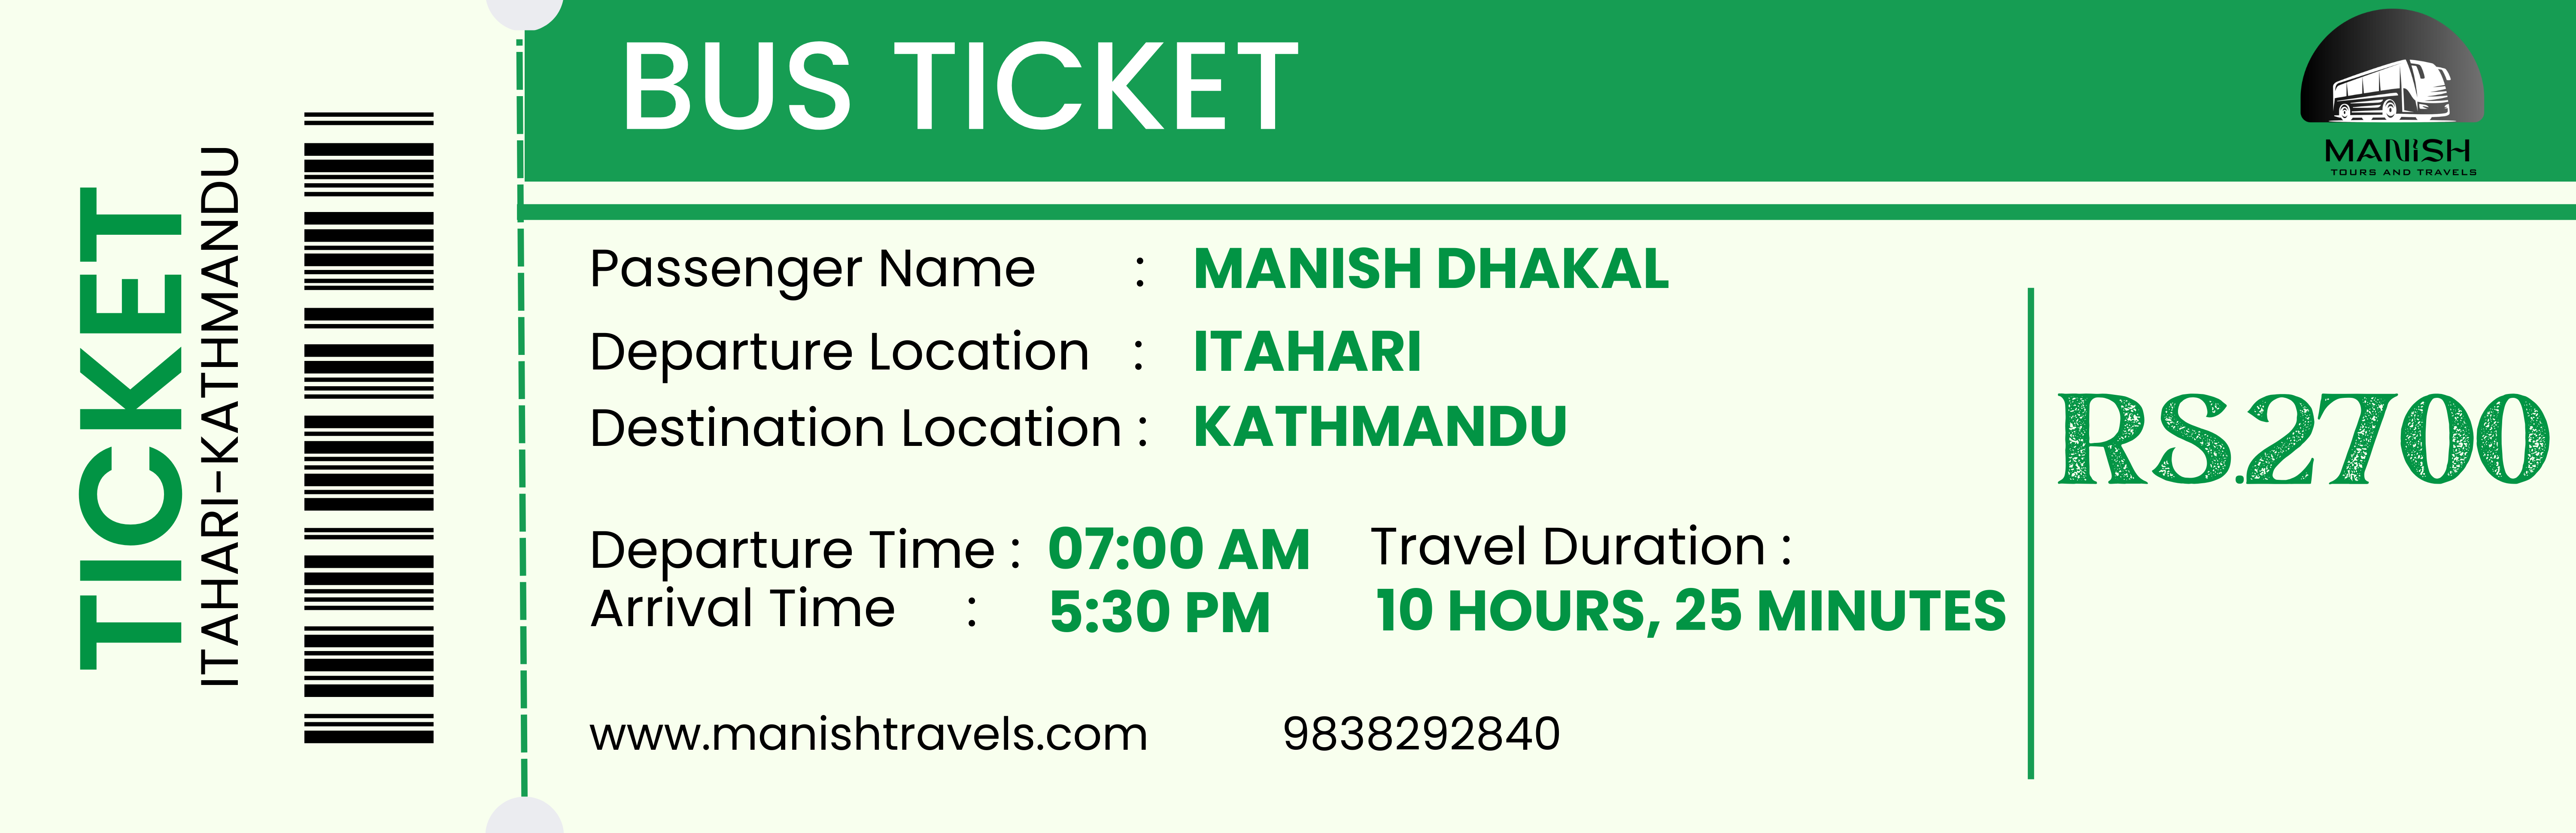 TICKET
ITAHARI-KATHMANDU
BUS TICKET
MANISH
TOURS AND TRAVELS
Passenger Name : MANISH DHAKAL
Departure Location : ITAHARI
Destination Location : KATHMANDU
RS.2700
Departure Time : 07:00 AM Travel Duration :
Arrival Time : 5:30 PM 10 HOURS, 25 MINUTES
www.manishtravels.com 9838292840